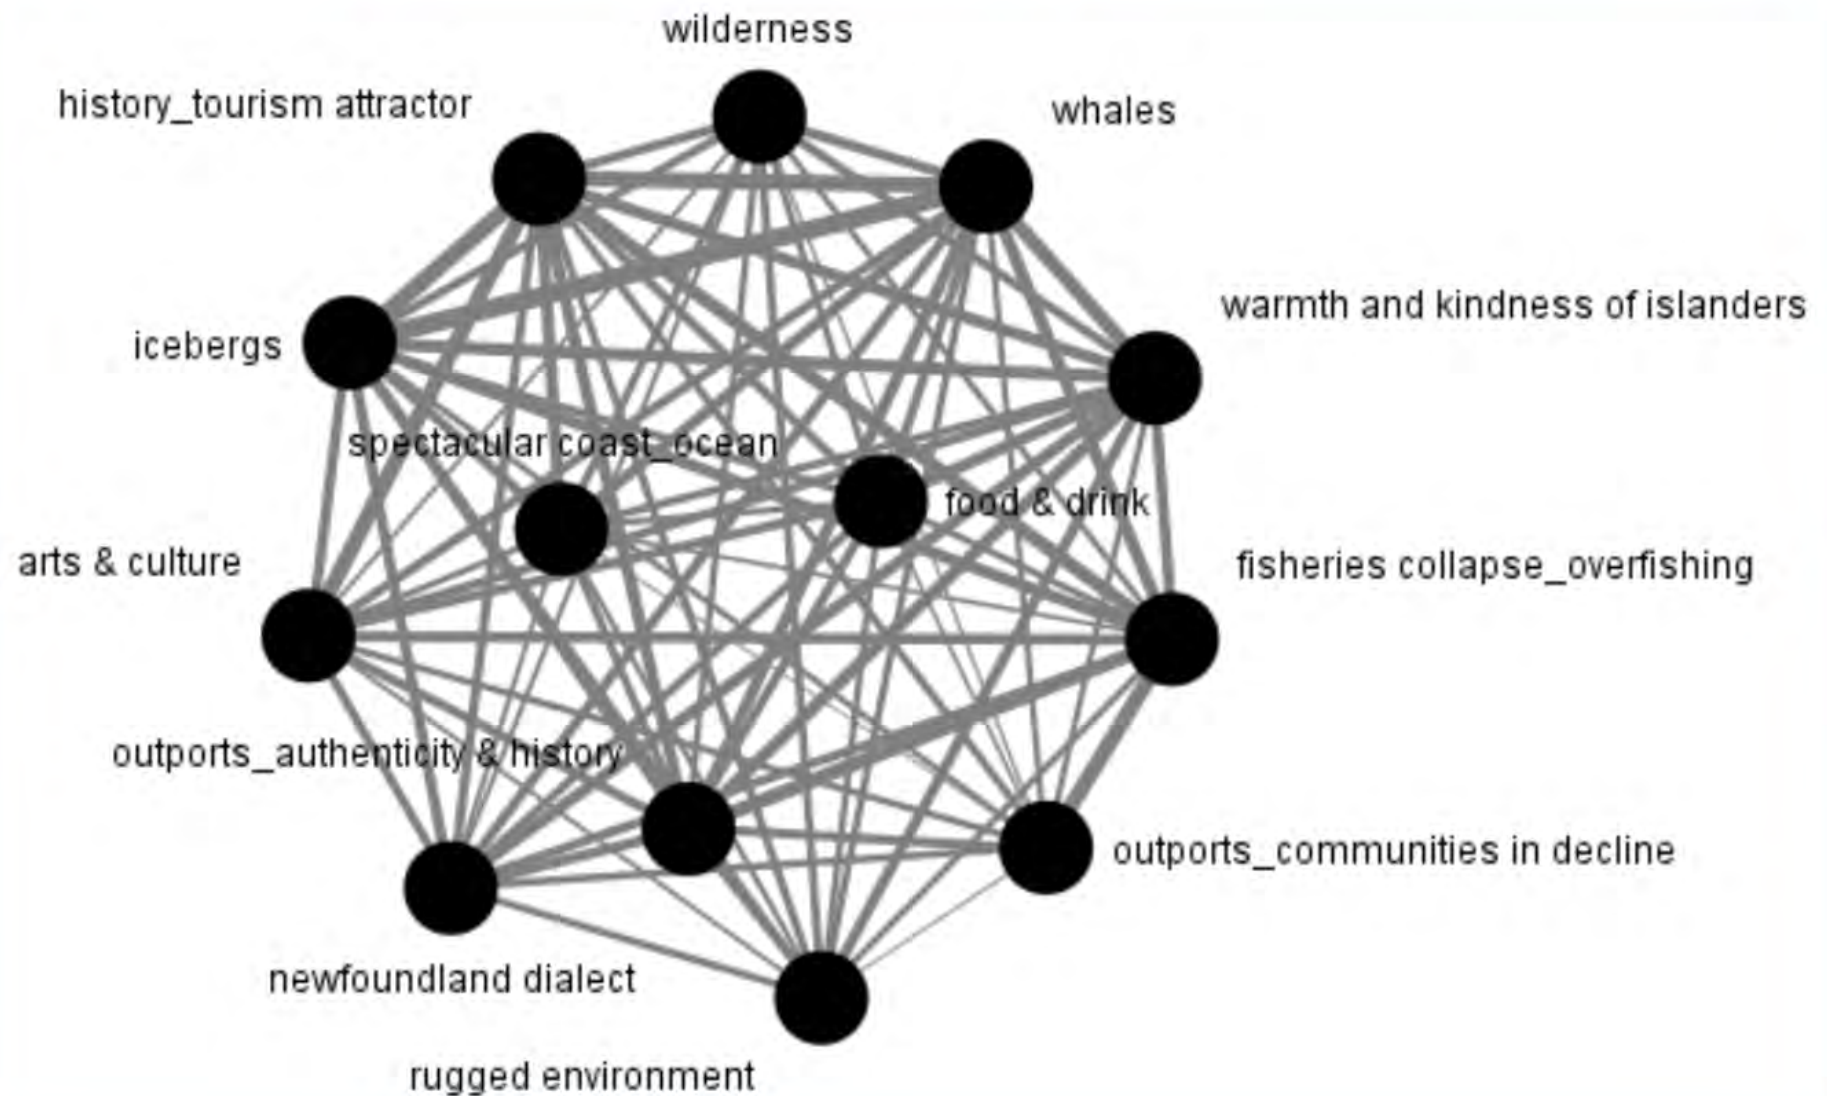 wilderness
history_tourism attractor
whales
warmth and kindness of islanders
icebergs
spectacular coast_ocean
food & drink
arts & culture
fisheries collapse_overfishing
outports_authenticity & history
outports_communities in decline
newfoundland dialect
rugged environment